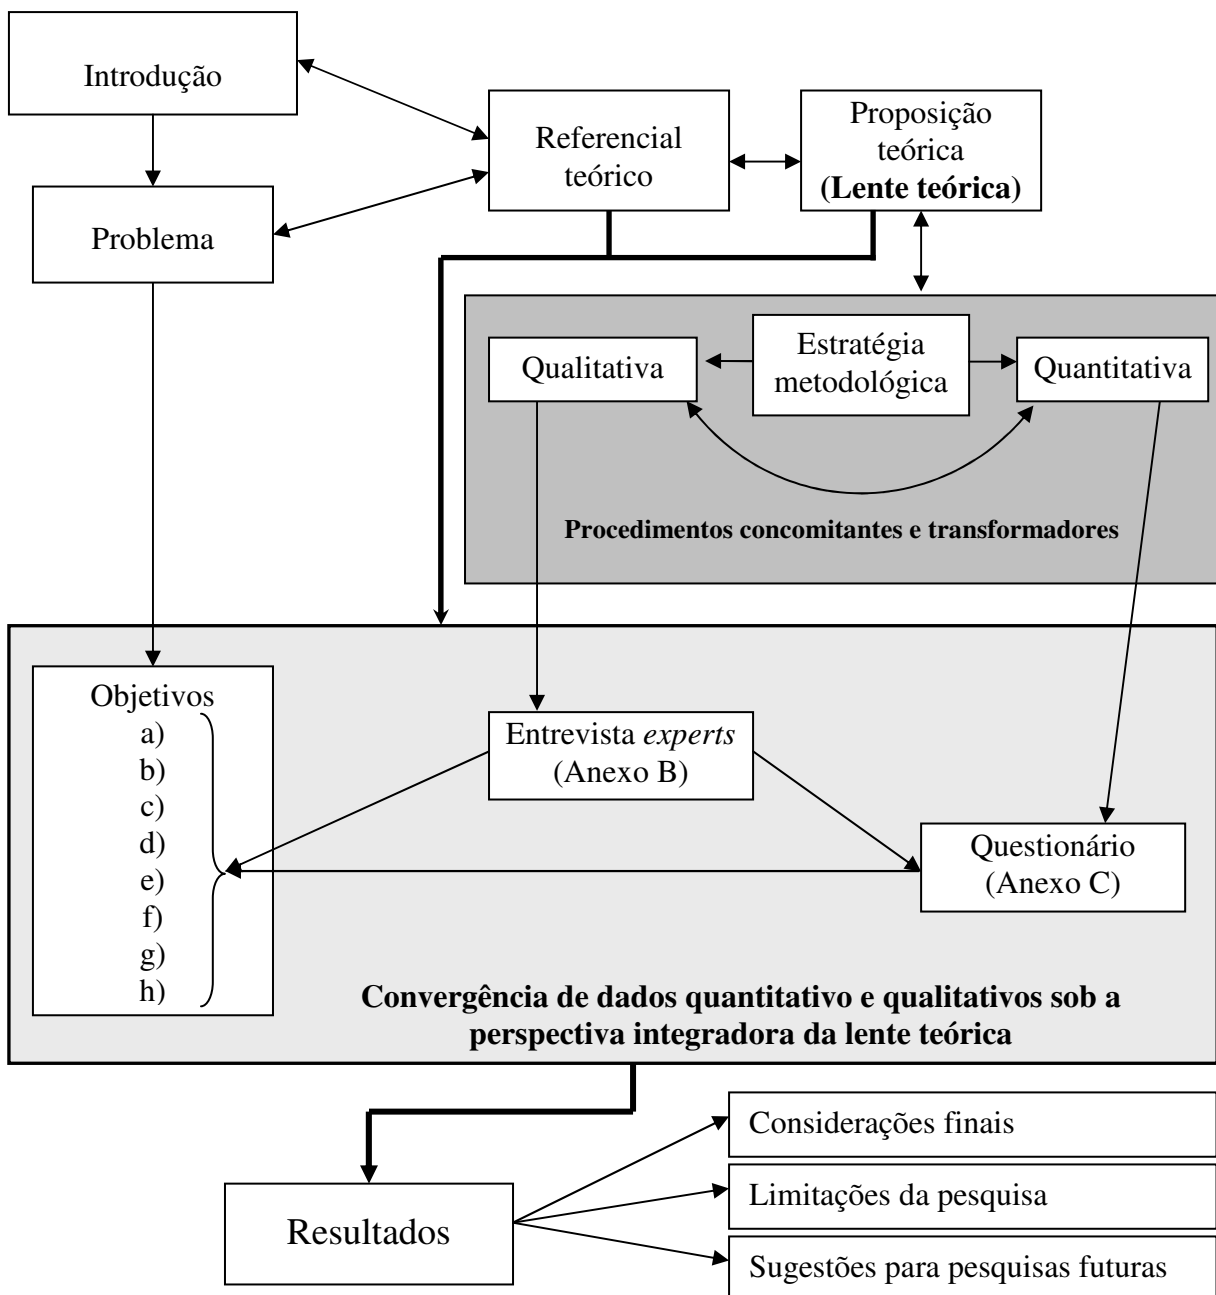 Introdução
Referencial
teórico
Proposição
teórica
(Lente teórica)
Problema
Qualitativa
Estratégia
metodológica
Quantitativa
Procedimentos concomitantes e transformadores
Objetivos
a)
b)
c)
d)
e)
f)
g)
h)
Entrevista experts
(Anexo B)
Questionário
(Anexo C)
Convergência de dados quantitativo e qualitativos sob a
perspectiva integradora da lente teórica
Resultados
Considerações finais
Limitações da pesquisa
Sugestões para pesquisas futuras